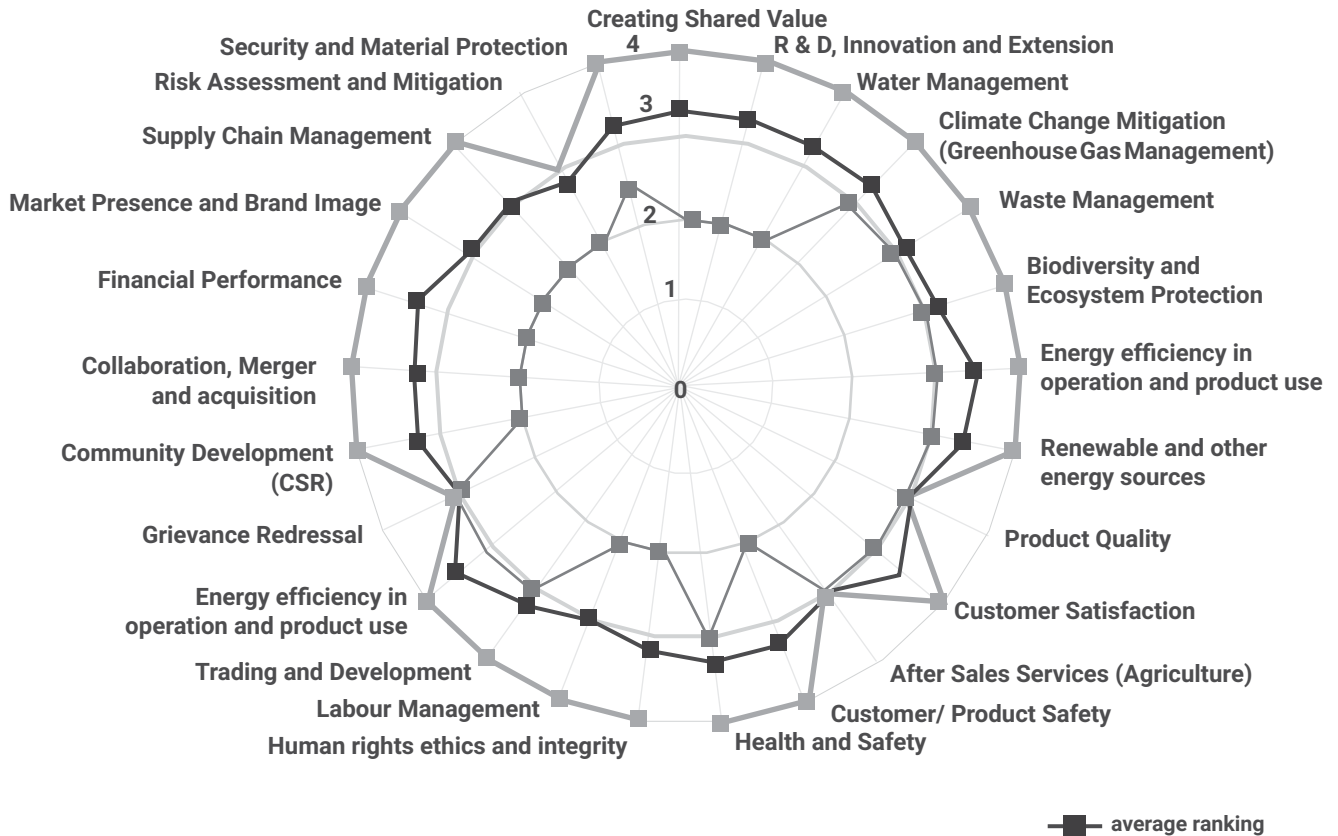 Creating Shared Value
4
R & D, Innovation and Extension
Security and Material Protection
Water Management
Risk Assessment and Mitigation
3
Climate Change Mitigation
(Greenhouse Gas Management)
Supply Chain Management
Waste Management
Market Presence and Brand Image
2
Biodiversity and
Ecosystem Protection
Financial Performance
1
Energy efficiency in
operation and product use
Collaboration, Merger
and acquisition
0
Renewable and other
energy sources
Community Development
(CSR)
Grievance Redressal
Product Quality
Energy efficiency in
operation and product use
Customer Satisfaction
Trading and Development
After Sales Services (Agriculture)
Labour Management
Customer/ Product Safety
Human rights ethics and integrity
Health and Safety
average ranking